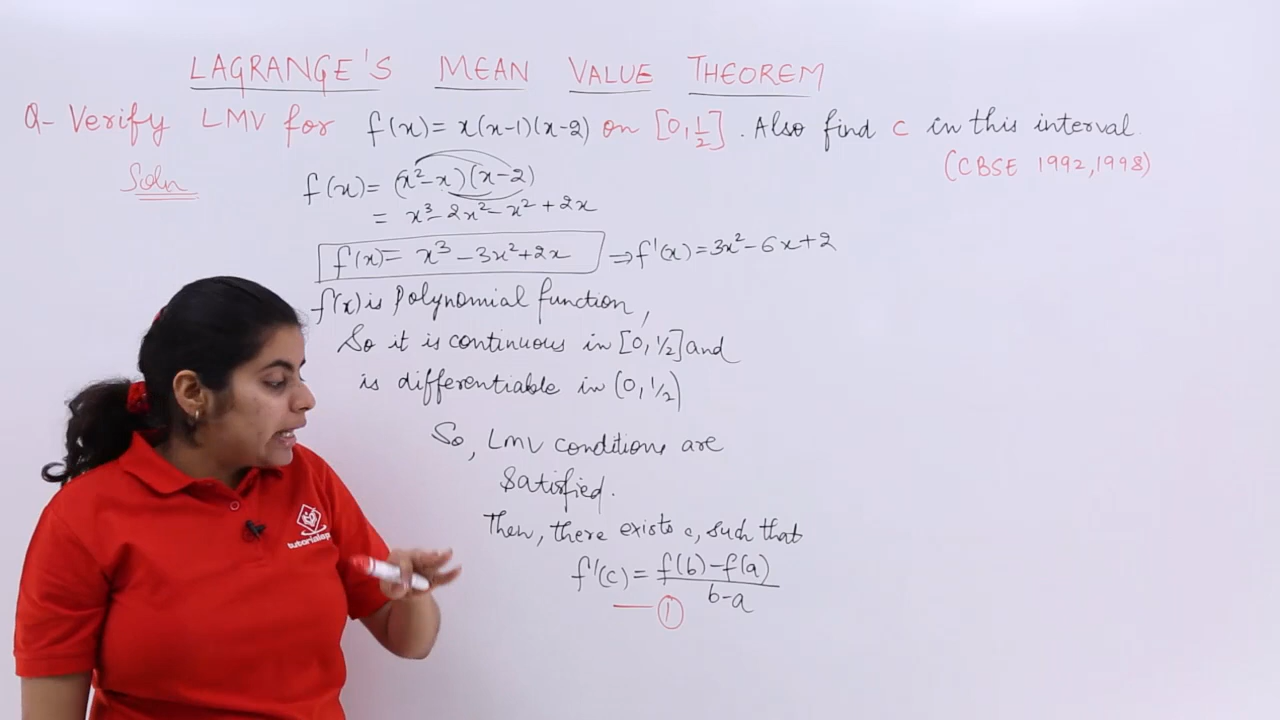 LAGRANGE'S MEAN VALUE THEOREM
Q- Verify LMV for f(x) = x(x-1)(x-2) on [0, 1/2]. Also find c in this interval.
(CBSE 1992, 1998)
Soln
f(x) = (x²-x)(x-2)
= x³-2x²-x²+2x
f(x) = x³-3x²+2x ⇒ f'(x) = 3x²-6x+2
f(x) is polynomial function,
So it is continuous in [0, 1/2] and
is differentiable in (0, 1/2)
So, LMV conditions are
satisfied.
Then, there exists c, such that
f'(c) = f(b)-f(a) / b-a
— 1